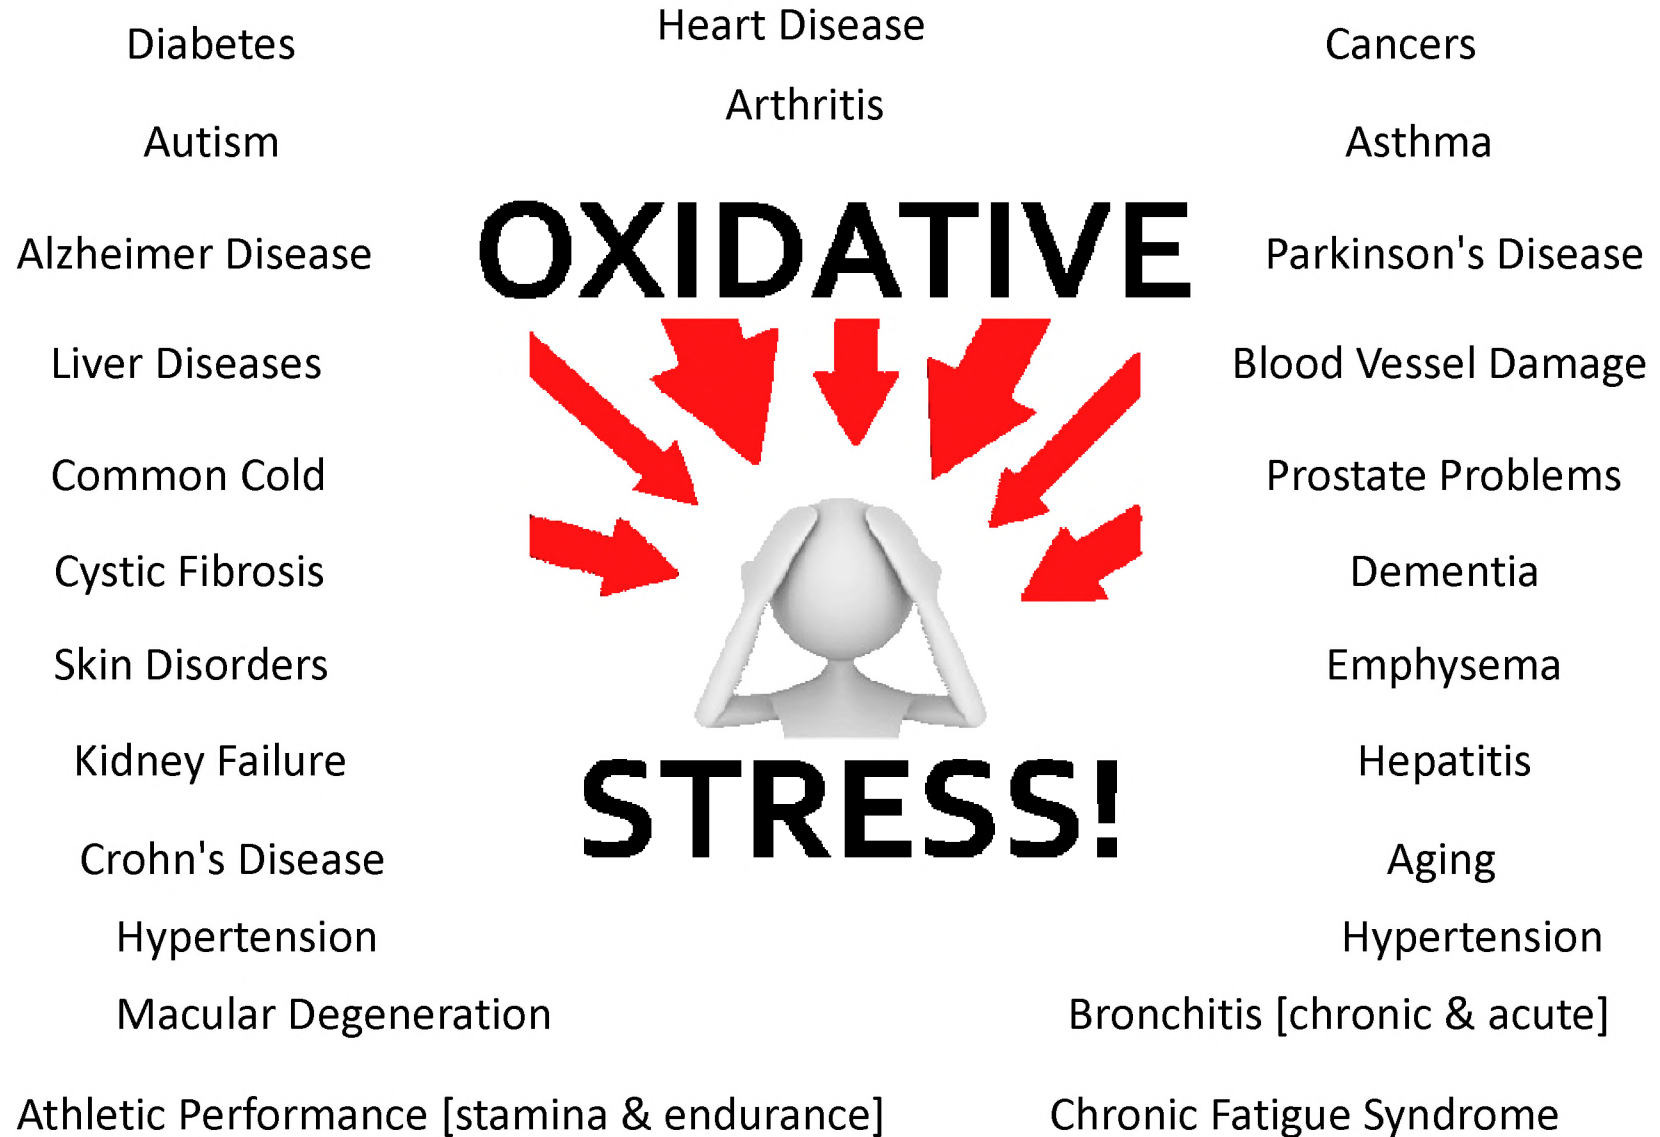 Heart Disease
Diabetes
Cancers
Arthritis
Autism
Asthma
OXIDATIVE
Alzheimer Disease
Parkinson's Disease
Liver Diseases
Blood Vessel Damage
Common Cold
Prostate Problems
Cystic Fibrosis
Dementia
Skin Disorders
Emphysema
Kidney Failure
Hepatitis
STRESS!
Crohn's Disease
Aging
Hypertension
Hypertension
Macular Degeneration
Bronchitis [chronic & acute]
Athletic Performance [stamina & endurance]
Chronic Fatigue Syndrome